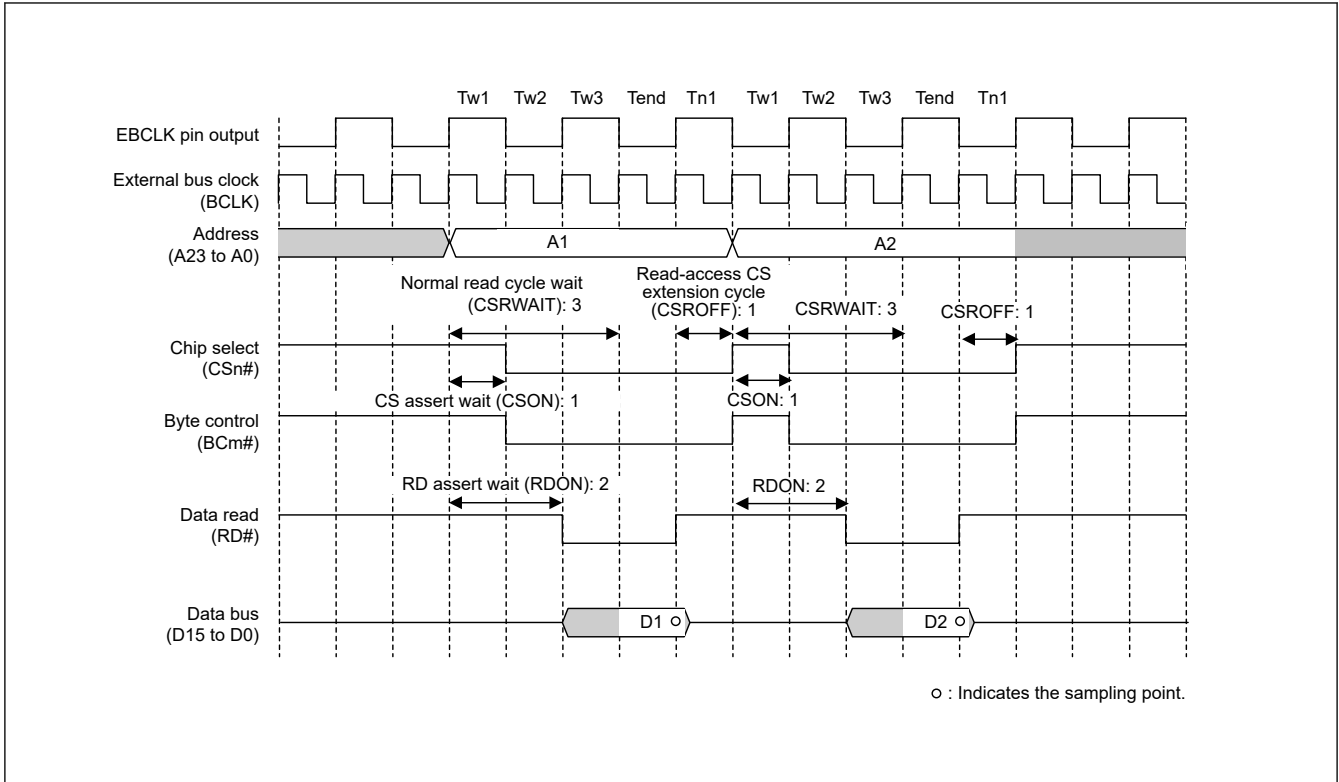 Tw1 Tw2 Tw3 Tend Tn1 Tw1 Tw2 Tw3 Tend Tn1
EBCLK pin output
External bus clock
(BCLK)
Address
(A23 to A0)
A1
A2
Normal read cycle wait
(CSRWAIT): 3
Read-access CS
extension cycle
(CSROFF): 1
CSRWAIT: 3
CSROFF: 1
Chip select
(CSn#)
CS assert wait (CSON): 1
CSON: 1
Byte control
(BCm#)
RD assert wait (RDON): 2
RDON: 2
Data read
(RD#)
Data bus
(D15 to D0)
D1
D2
: Indicates the sampling point.